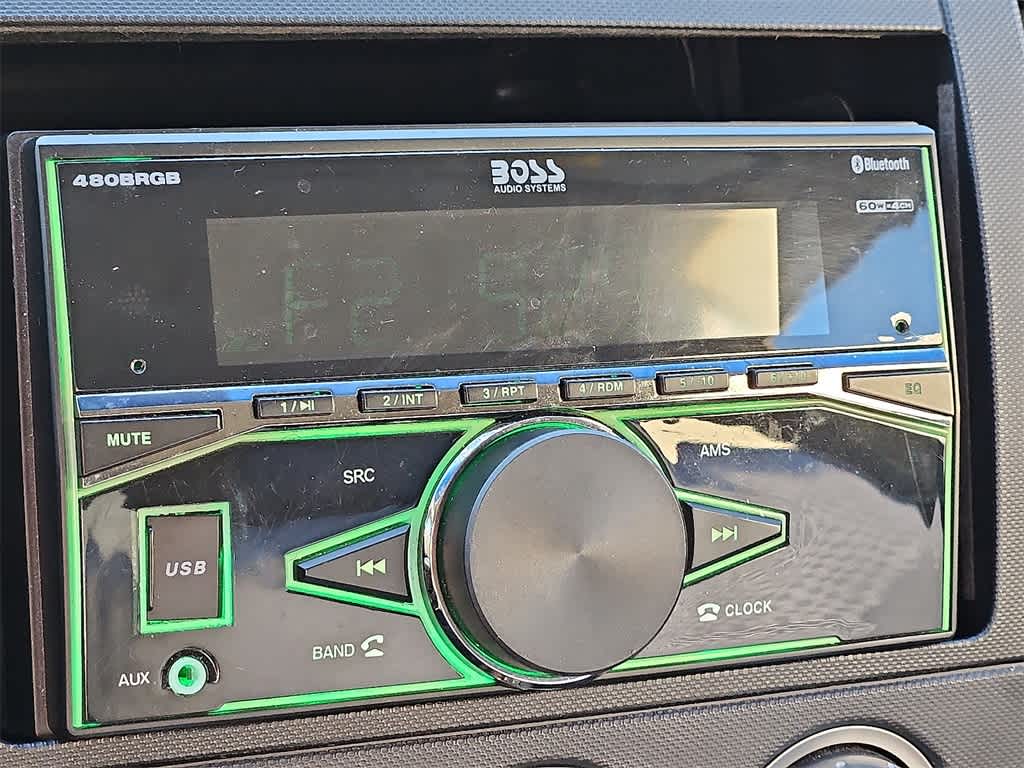 480BRGB
BOSS
AUDIO SYSTEMS
Bluetooth
60W×4CH
1/▶||
2/INT
3/RPT
4/RDM
5/-10
EQ
MUTE
SRC
AMS
USB
BAND
CLOCK
AUX